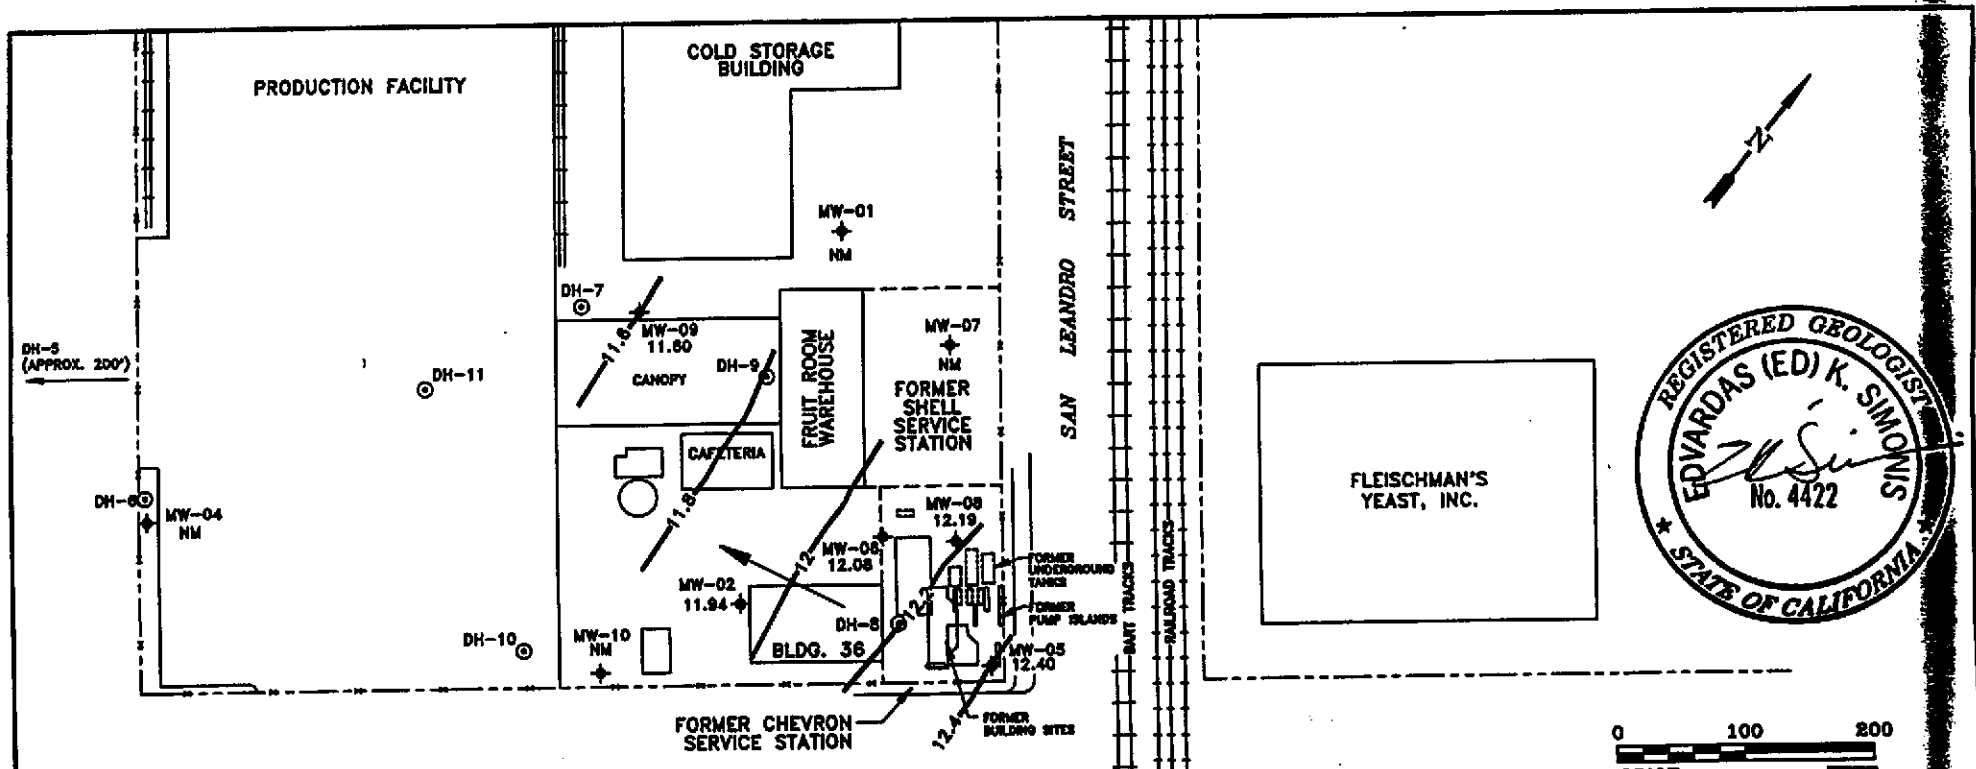 PRODUCTION FACILITY
COLD STORAGE
BUILDING
MW-01
NM
SAN LEANDRO STREET
N
DH-7
MW-09
11.60
11.6
CANOPY
DH-9
FRUIT ROOM
WAREHOUSE
MW-07
NM
FORMER
SHELL
SERVICE
STATION
DH-5
(APPROX. 200')
DH-11
CAFETERIA
11.8
DH-6
MW-04
NM
MW-08
12.19
MW-06
12.08
12
MW-02
11.94
FORMER
UNDERGROUND
TANKS
FORMER
PUMP ISLANDS
12.2
DH-8
BLDG. 36
DH-10
MW-10
NM
MW-05
12.40
12.4
FORMER CHEVRON
SERVICE STATION
FORMER
BUILDING SITES
BART TRACKS
RAILROAD TRACKS
FLEISCHMAN'S
YEAST, INC.
REGISTERED GEOLOGIST
EDVARDAS (ED) K. SIMONIS
No. 4422
STATE OF CALIFORNIA
0 100 200